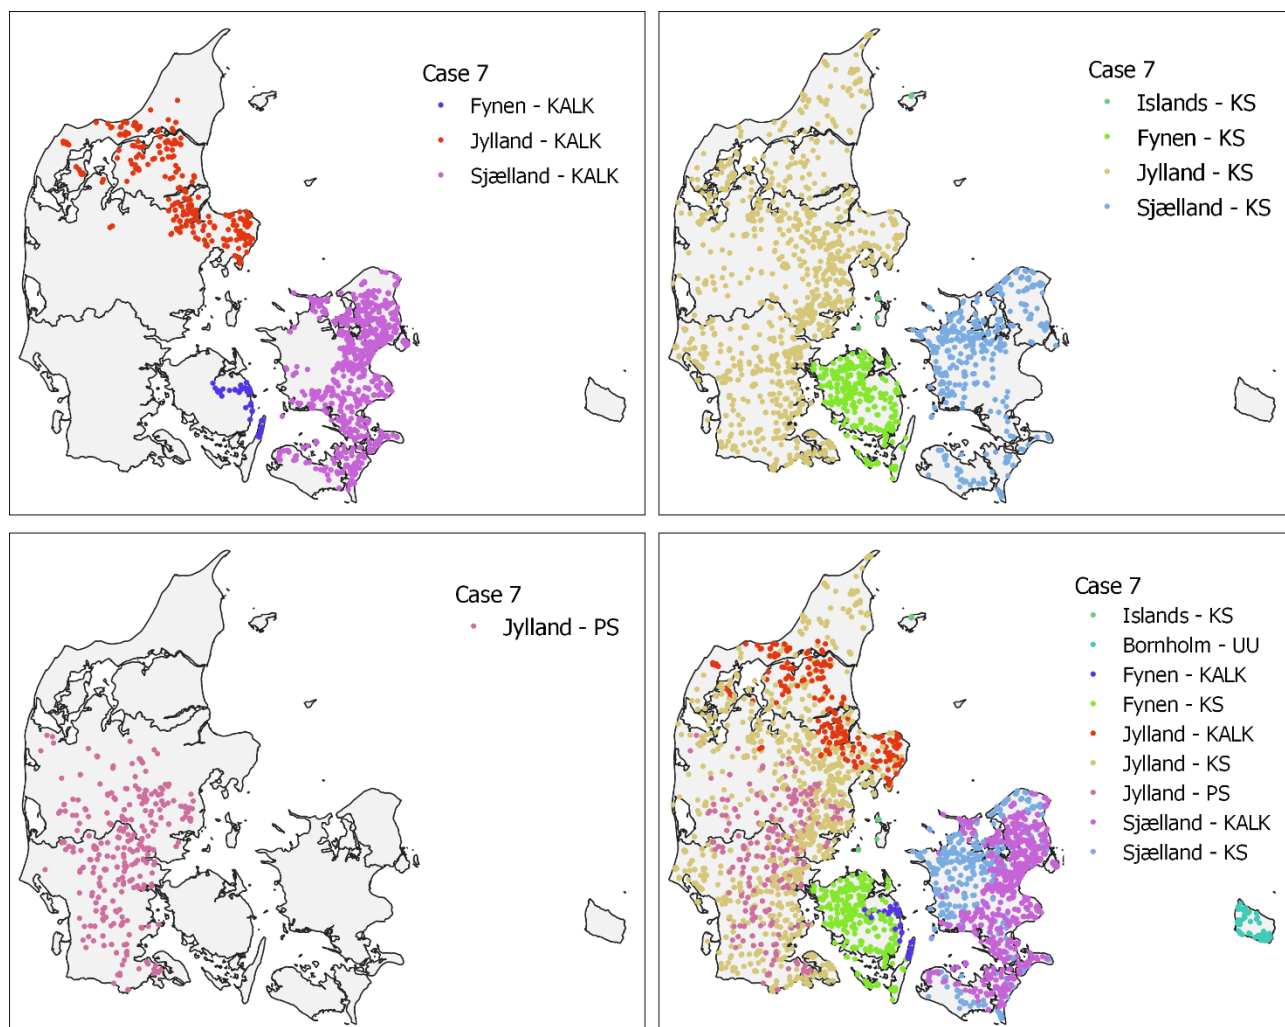 Case 7
Fynen - KALK
Jylland - KALK
Sjælland - KALK
Case 7
Islands - KS
Fynen - KS
Jylland - KS
Sjælland - KS
Case 7
Jylland - PS
Case 7
Islands - KS
Bornholm - UU
Fynen - KALK
Fynen - KS
Jylland - KALK
Jylland - KS
Jylland - PS
Sjælland - KALK
Sjælland - KS